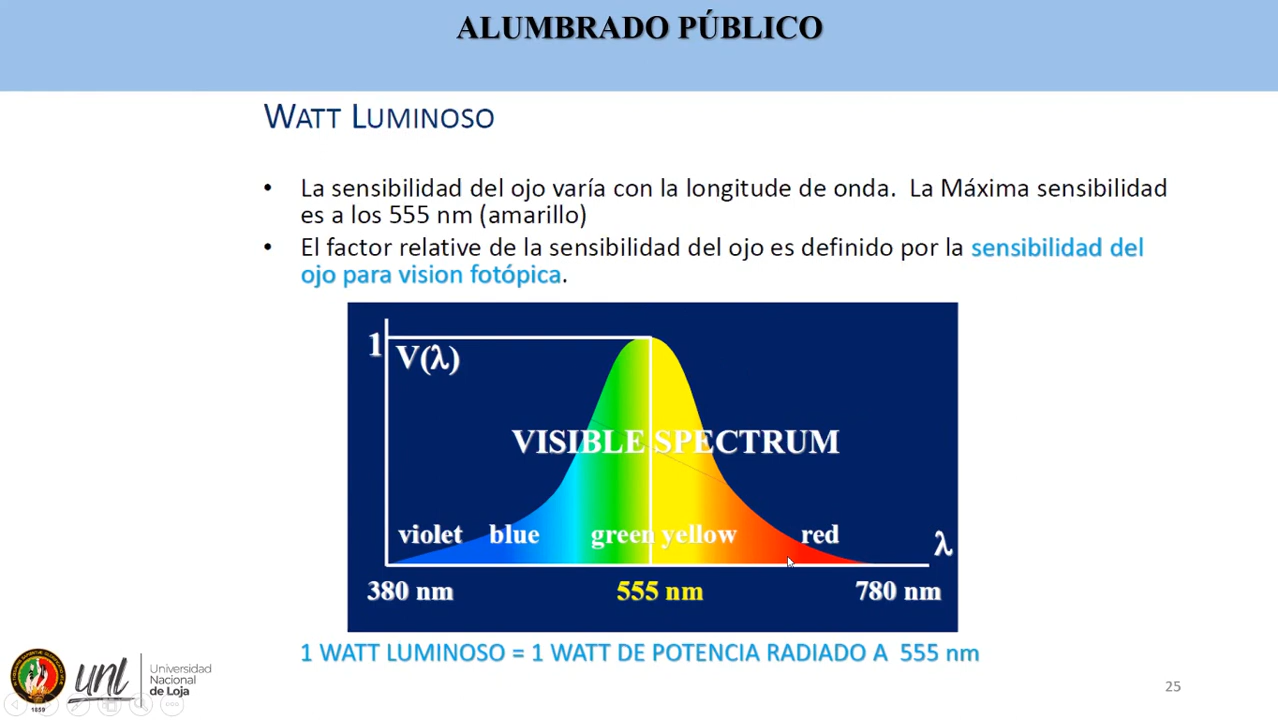 ALUMBRADO PÚBLICO
WATT LUMINOSO
• La sensibilidad del ojo varía con la longitude de onda. La Máxima sensibilidad
es a los 555 nm (amarillo)
• El factor relative de la sensibilidad del ojo es definido por la sensibilidad del
ojo para vision fotópica.
1
V(λ)
VISIBLE SPECTRUM
violet blue green yellow red
λ
380 nm 555 nm 780 nm
1 WATT LUMINOSO = 1 WATT DE POTENCIA RADIADO A 555 nm
unl
Universidad
Nacional
de Loja
1859
25